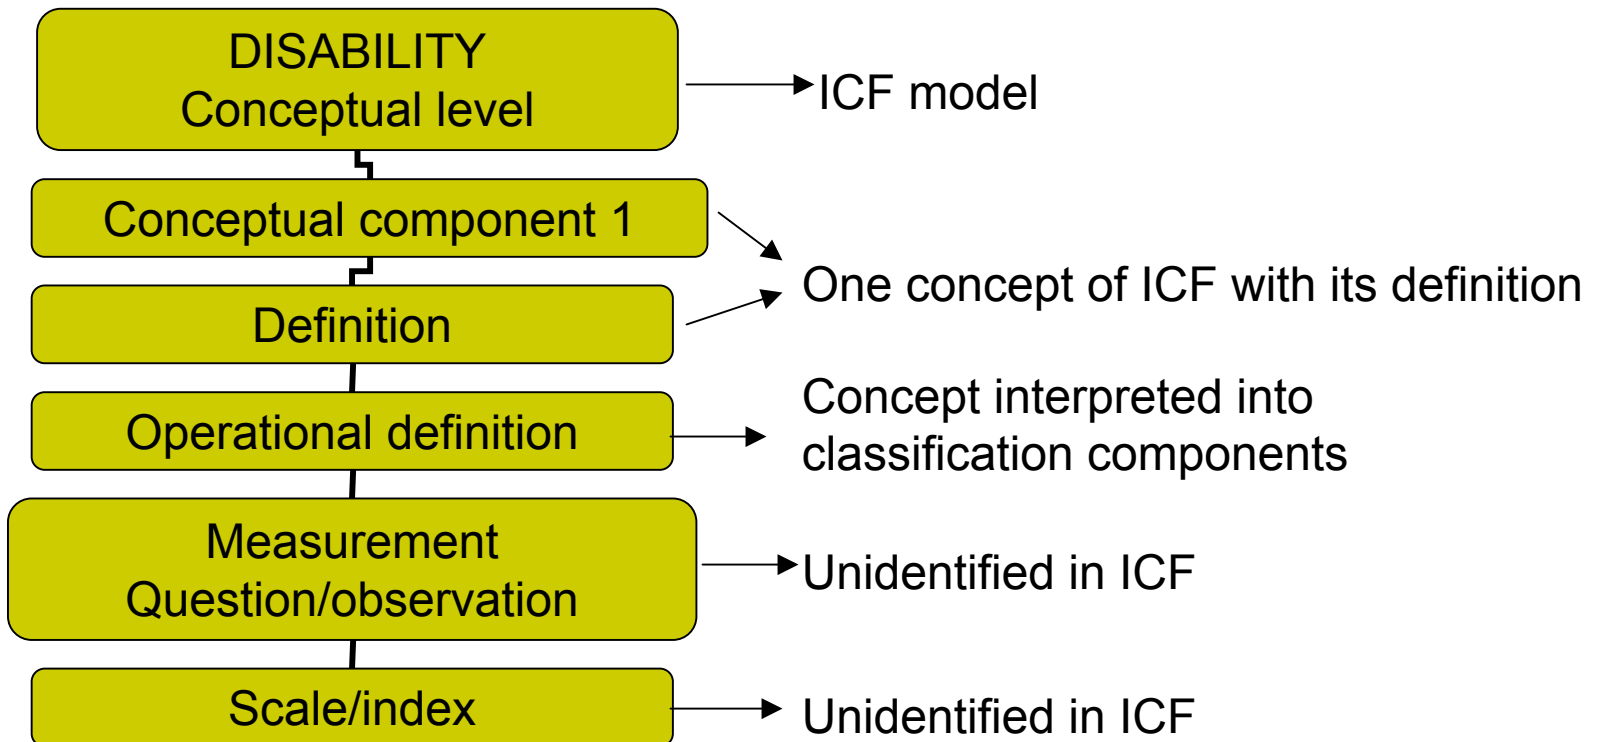 DISABILITY
Conceptual level
ICF model
Conceptual component 1
Definition
One concept of ICF with its definition
Operational definition
Concept interpreted into
classification components
Measurement
Question/observation
Unidentified in ICF
Scale/index
Unidentified in ICF